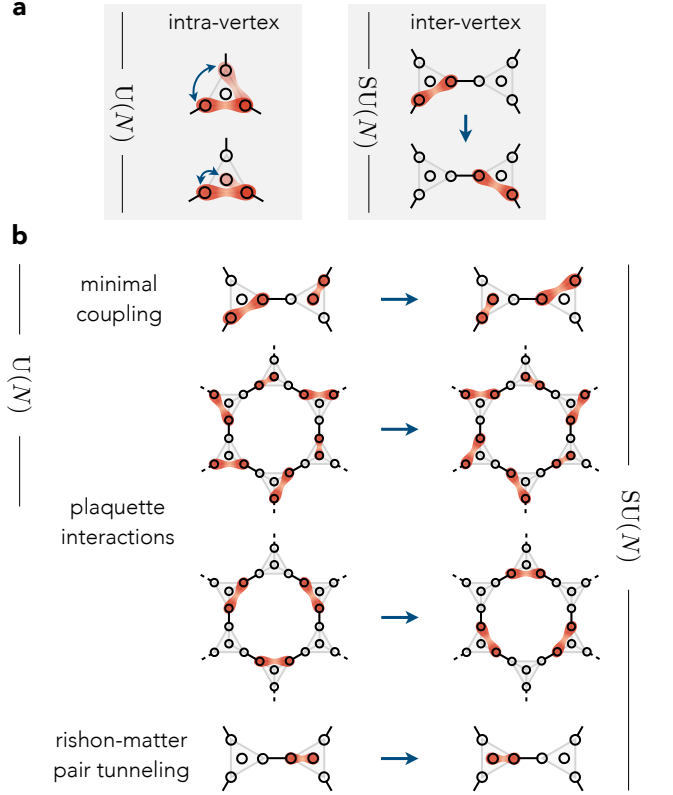 a
intra-vertex
inter-vertex
U(N)
SU(N)
b
minimal
coupling
U(N)
plaquette
interactions
SU(N)
rishon-matter
pair tunneling